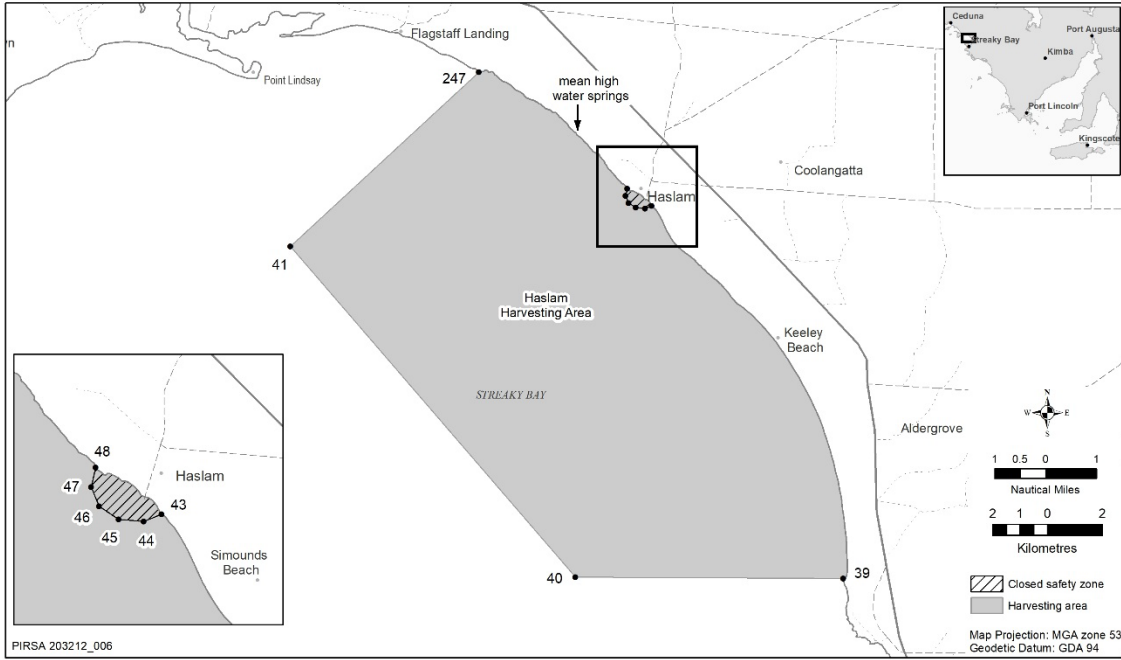 Flagstaff Landing
Point Lindsay
247
mean high
water springs
Coolangatta
Haslam
41
Haslam
Harvesting Area
Keeley
Beach
STREAKY BAY
Aldergrove
40
39
Ceduna
Port Augusta
Streaky Bay
Kimba
Port Lincoln
Kingscote
48
Haslam
47
43
46
45
44
Simounds
Beach
N
W
E
S
1 0.5 0 1
Nautical Miles
2 1 0 2
Kilometres
Closed safety zone
Harvesting area
Map Projection: MGA zone 53
Geodetic Datum: GDA 94
PIRSA 203212_006